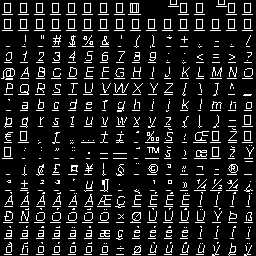 ! " # $ % & ' ( ) * + , - . /
0 1 2 3 4 5 6 7 8 9 : ; < = > ?
@ A B C D E F G H I J K L M N O
P Q R S T U V W X Y Z [ \ ] ^ _
` a b c d e f g h i j k l m n o
p q r s t u v w x y z { | } ~
€ ‚ ƒ „ … † ‡ ˆ ‰ Š ‹ Œ Ž
‘ ’ “ ” • – — ˜ ™ š › œ ž Ÿ
¡ ¢ £ ¤ ¥ ¦ § ¨ © ª « ¬ - ® ¯
° ± ² ³ ´ µ ¶ · ¸ ¹ º » ¼ ½ ¾ ¿
À Á Â Ã Ä Å Æ Ç È É Ê Ë Ì Í Î Ï
Ð Ñ Ò Ó Ô Õ Ö × Ø Ù Ú Û Ü Ý Þ ß
à á â ã ä å æ ç è é ê ë ì í î ï
ð ñ ò ó ô õ ö ÷ ø ù ú û ü ý þ ÿ